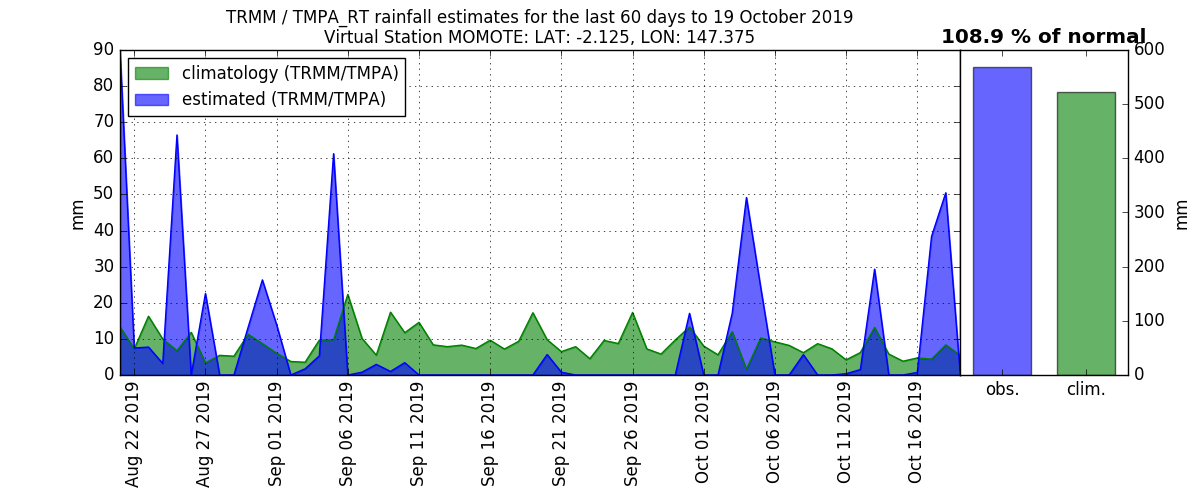 TRMM / TMPA_RT rainfall estimates for the last 60 days to 19 October 2019
Virtual Station MOMOTE: LAT: -2.125, LON: 147.375
108.9 % of normal
climatology (TRMM/TMPA)
estimated (TRMM/TMPA)
90
80
70
60
50
40
30
20
10
0
mm
Aug 22 2019
Aug 27 2019
Sep 01 2019
Sep 06 2019
Sep 11 2019
Sep 16 2019
Sep 21 2019
Sep 26 2019
Oct 01 2019
Oct 06 2019
Oct 11 2019
Oct 16 2019
600
500
400
300
200
100
0
mm
obs.
clim.